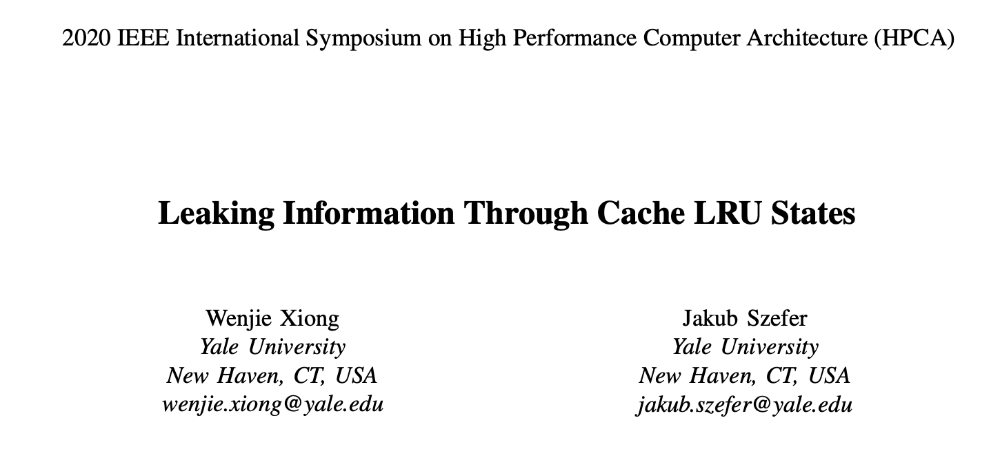 2020 IEEE International Symposium on High Performance Computer Architecture (HPCA)
Leaking Information Through Cache LRU States
Wenjie Xiong
Yale University
New Haven, CT, USA
wenjie.xiong@yale.edu
Jakub Szefer
Yale University
New Haven, CT, USA
jakub.szefer@yale.edu